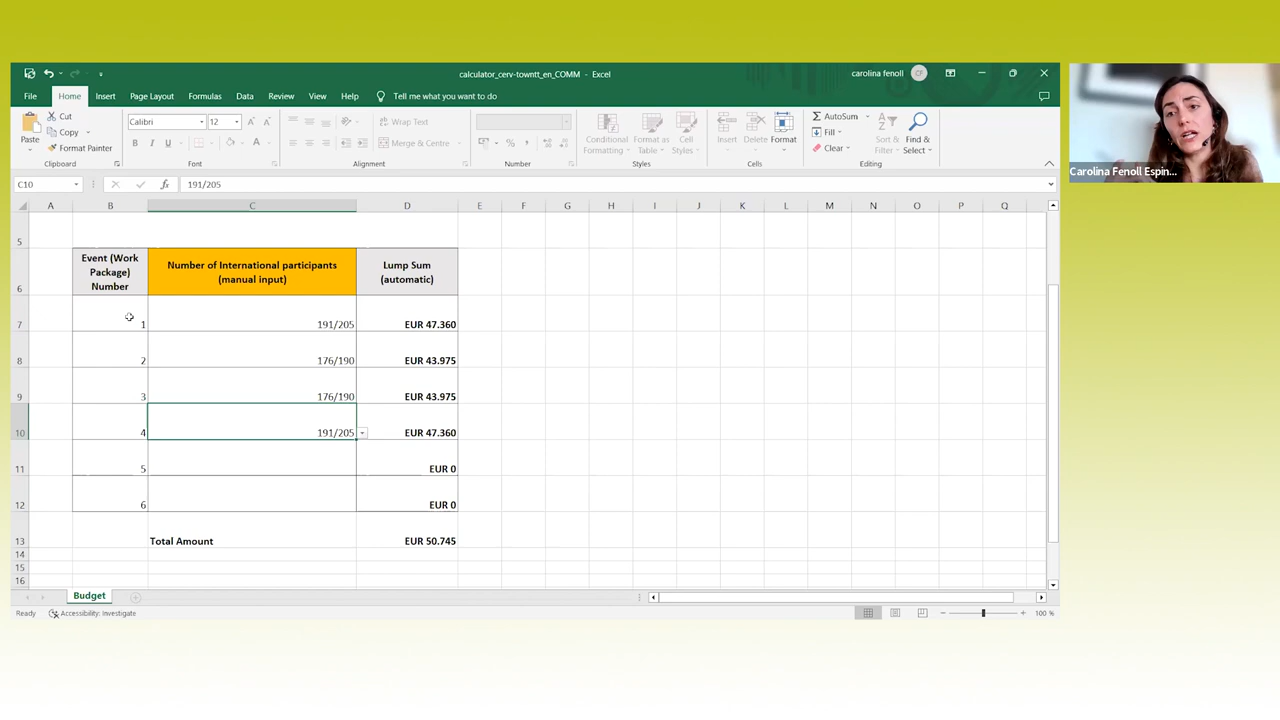 calculator_cerv-towntt_en_COMM - Excel
carolina fenoll
CF
File Home Insert Page Layout Formulas Data Review View Help Tell me what you want to do
Paste
Cut
Copy
Format Painter
Clipboard
Calibri 12
B I U
Font
Wrap Text
Merge & Centre
Alignment
% ,
Number
Conditional Formatting
Format as Table
Cell Styles
Styles
Insert Delete Format
Cells
AutoSum
Fill
Clear
Sort & Filter
Find & Select
Editing
Carolina Fenoll Espin...
C10 fx 191/205
A B C D E F G H I J K L M N O P Q
5
6 Event (Work Package) Number Number of International participants (manual input) Lump Sum (automatic)
7 1 191/205 EUR 47.360
8 2 176/190 EUR 43.975
9 3 176/190 EUR 43.975
10 4 191/205 EUR 47.360
11 5 EUR 0
12 6 EUR 0
13 Total Amount EUR 50.745
14
15
16
Budget
Ready Accessibility: Investigate 100 %